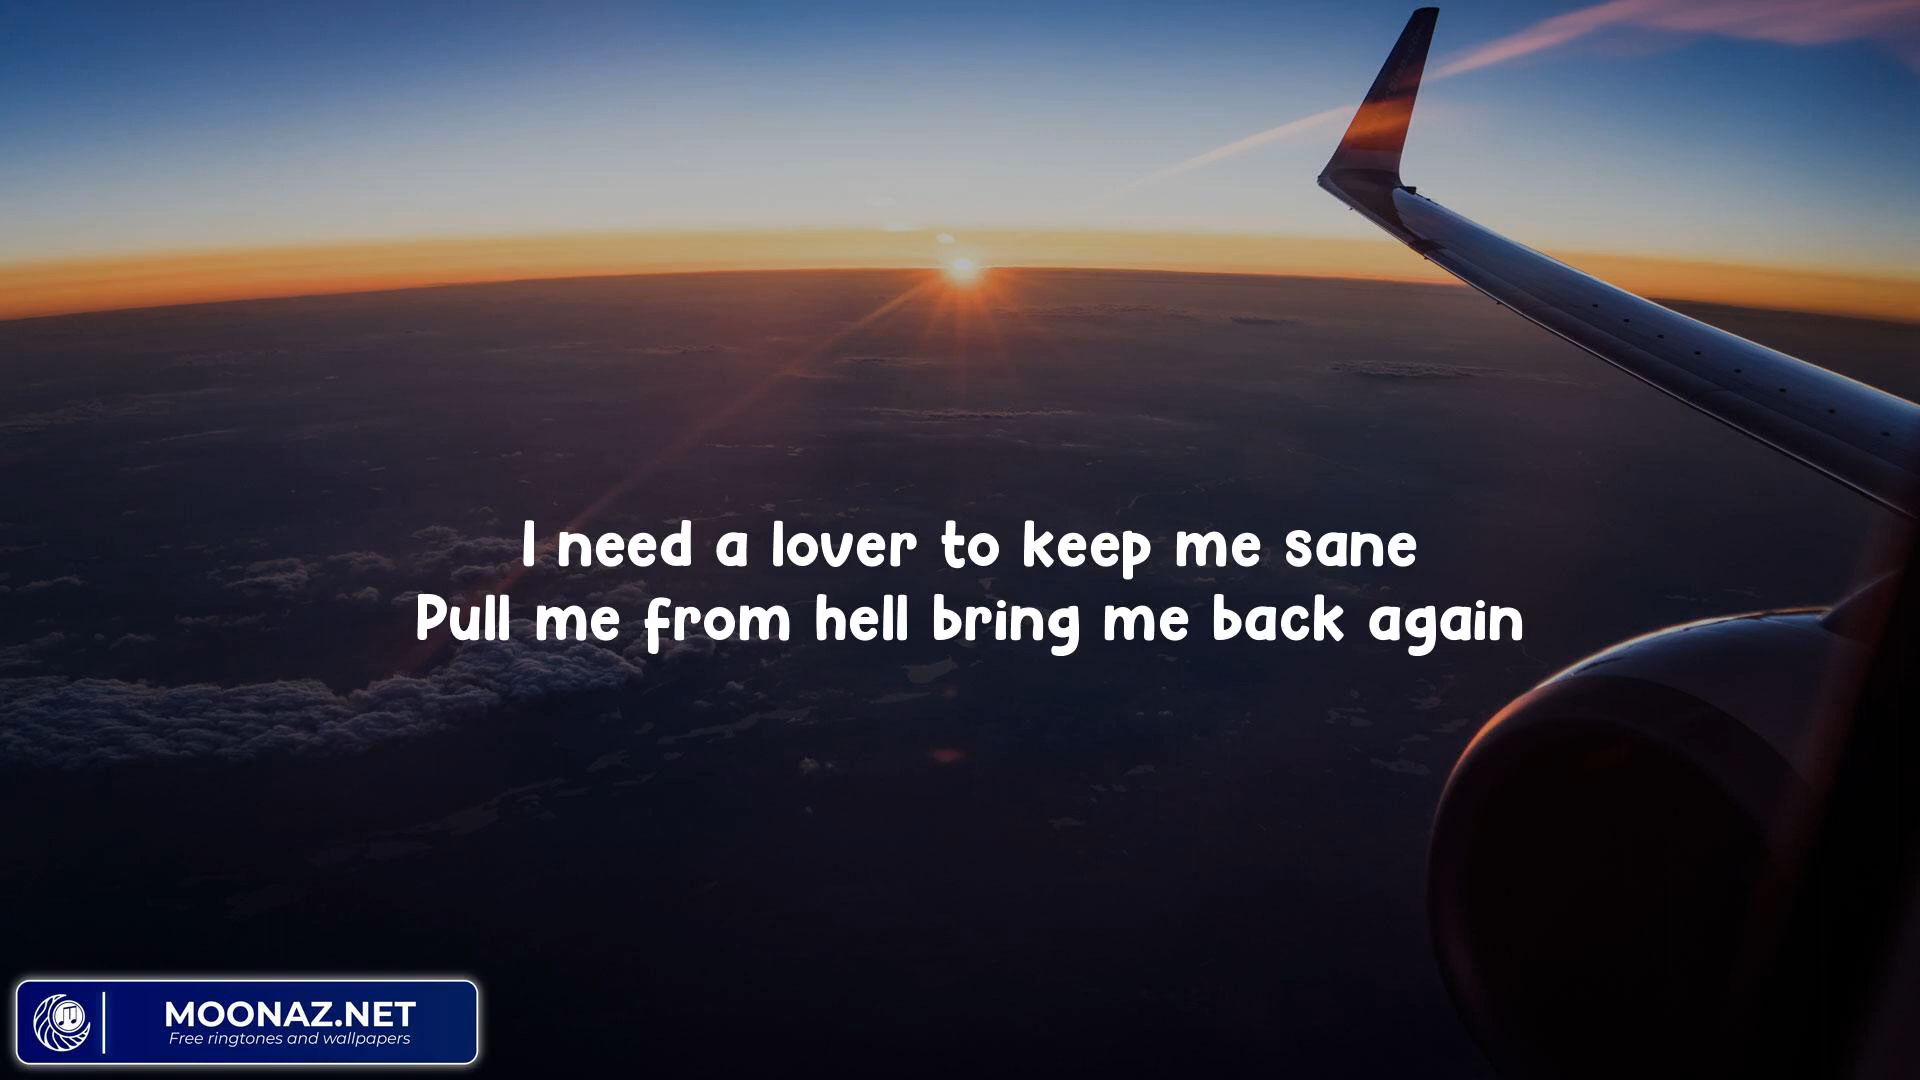 I need a lover to keep me sane
Pull me from hell bring me back again
MOONAZ.NET
Free ringtones and wallpapers